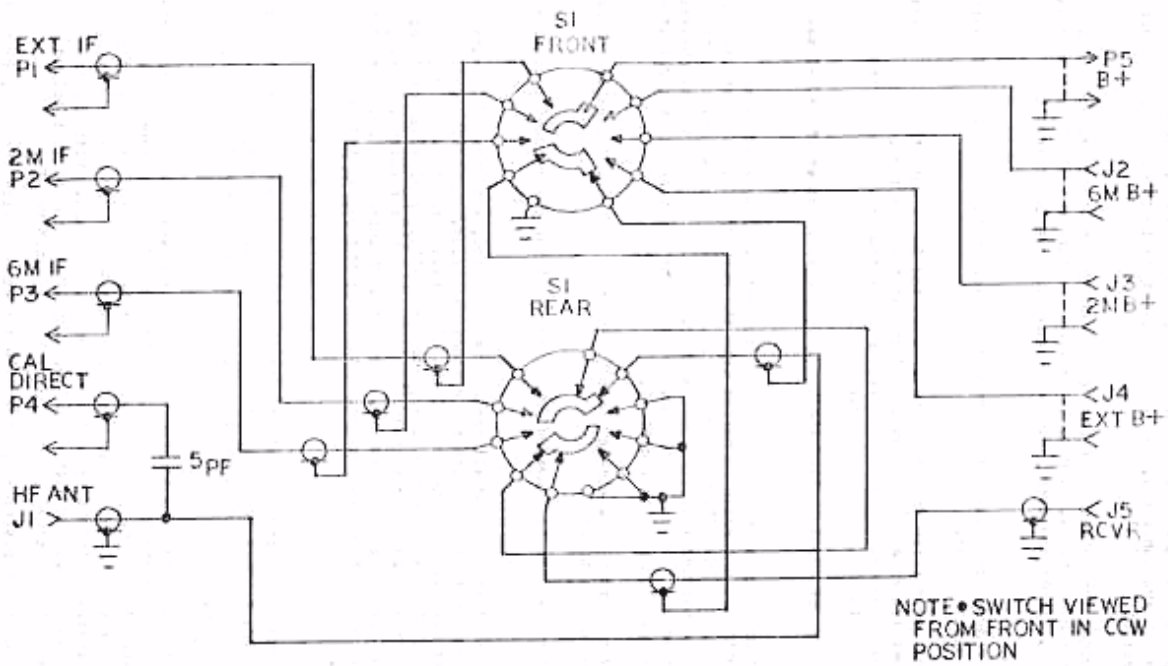 EXT. IF
P1
2M IF
P2
6M IF
P3
CAL
DIRECT
P4
5PF
HF ANT
J1
S1
FRONT
S1
REAR
P5
B+
J2
6M B+
J3
2M B+
J4
EXT B+
J5
RCVR
NOTE•SWITCH VIEWED
FROM FRONT IN CCW
POSITION